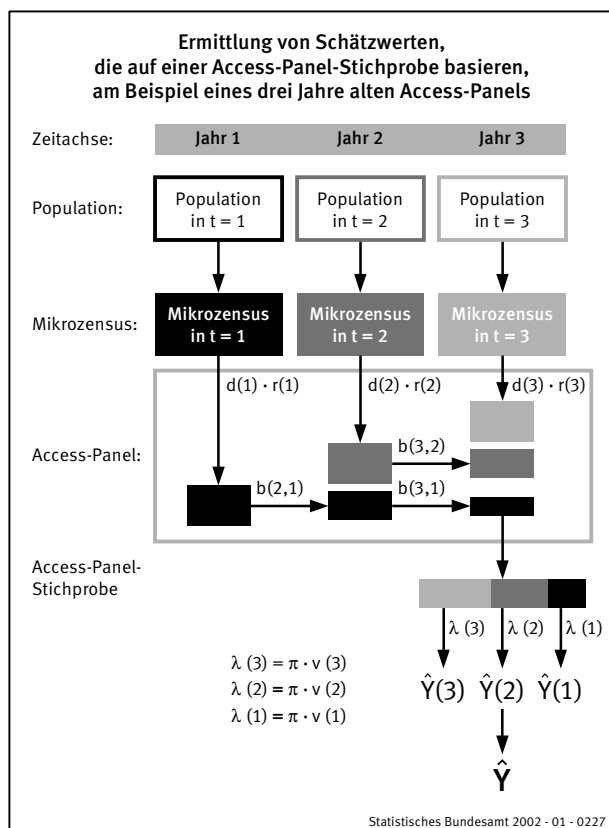 Ermittlung von Schätzwerten,
die auf einer Access-Panel-Stichprobe basieren,
am Beispiel eines drei Jahre alten Access-Panels
Zeitachse: Jahr 1 Jahr 2 Jahr 3
Population: Population in t = 1 Population in t = 2 Population in t = 3
Mikrozensus: Mikrozensus in t = 1 Mikrozensus in t = 2 Mikrozensus in t = 3
d(1) · r(1) d(2) · r(2) d(3) · r(3)
Access-Panel:
b(3,2)
b(2,1) b(3,1)
Access-Panel-
Stichprobe
λ (3) λ (2) λ (1)
λ (3) = π · v (3)
λ (2) = π · v (2)
λ (1) = π · v (1)
Ŷ(3) Ŷ(2) Ŷ(1)
Ŷ
Statistisches Bundesamt 2002 - 01 - 0227